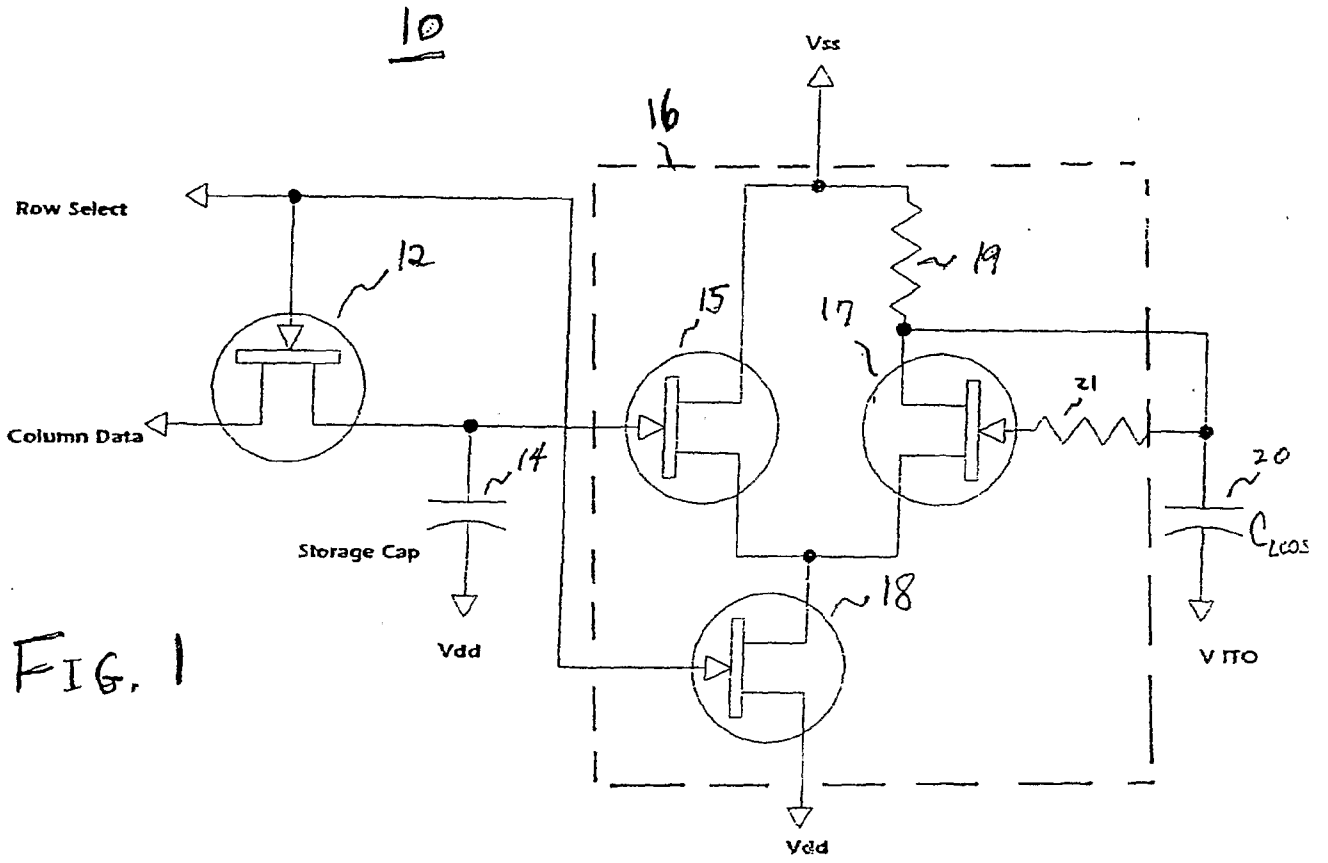 10
Vss
16
Row Select
12
19
15
17
21
Column Data
14
20
Storage Cap
C_LCOS
18
Vdd
V ITO
FIG. 1
Vdd